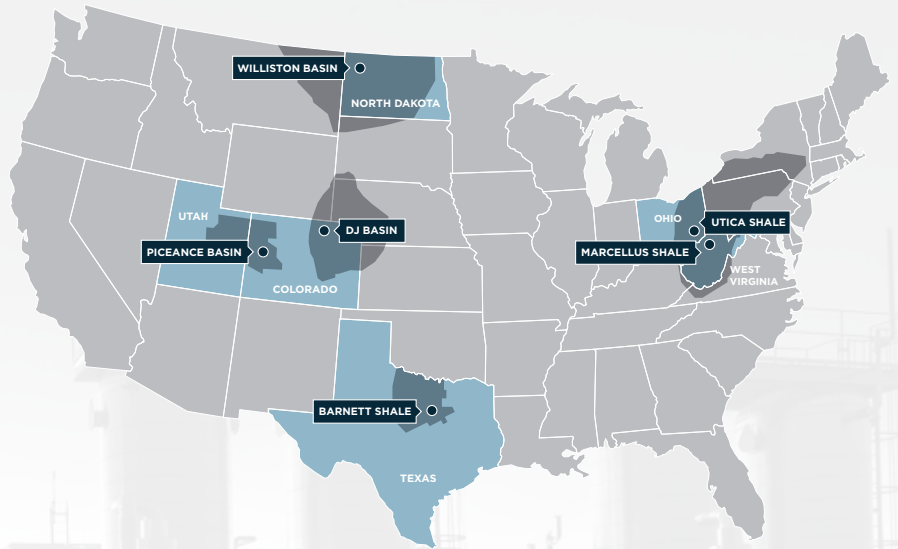 WILLISTON BASIN
NORTH DAKOTA
UTAH
DJ BASIN
PICEANCE BASIN
COLORADO
OHIO
UTICA SHALE
MARCELLUS SHALE
WEST
VIRGINIA
BARNETT SHALE
TEXAS